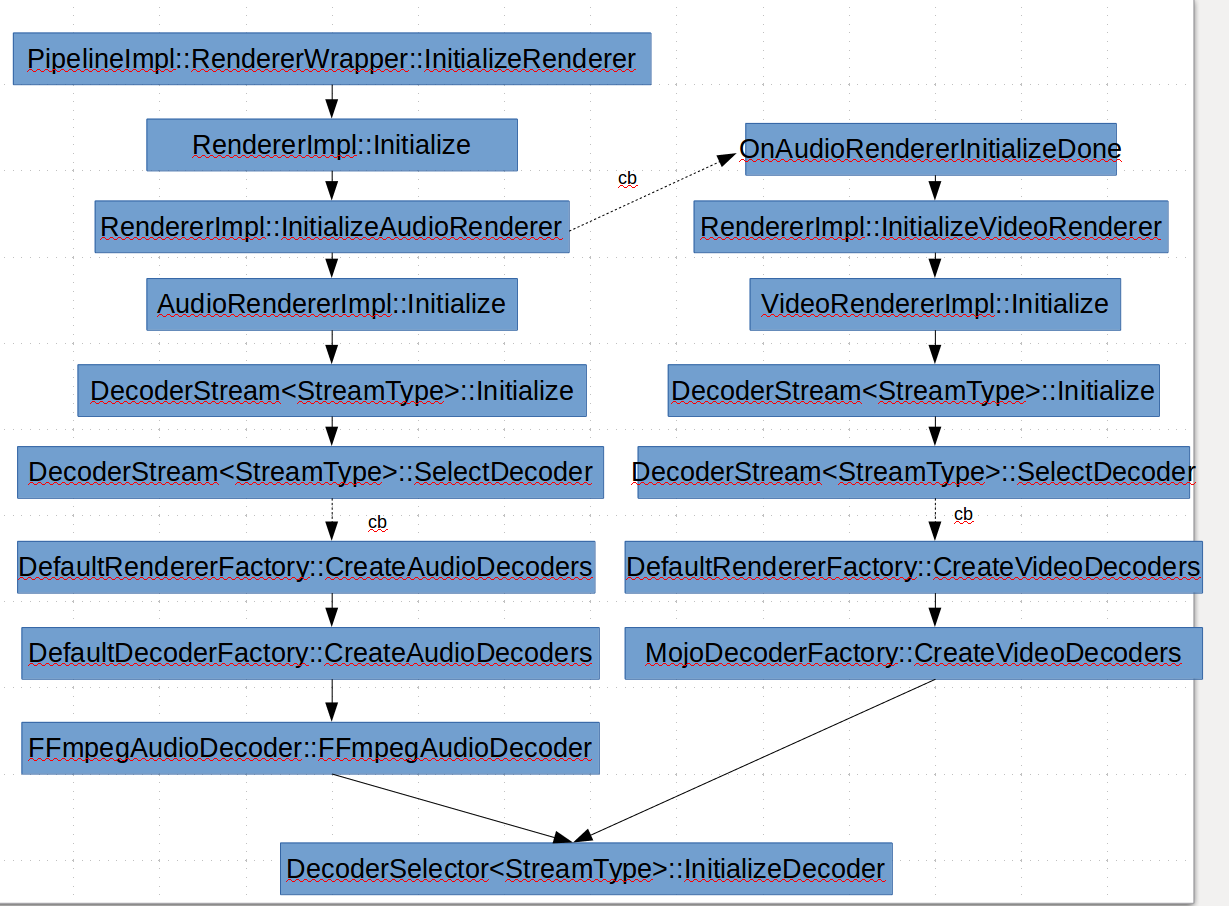 PipelineImpl::RendererWrapper::InitializeRenderer
RendererImpl::Initialize
RendererImpl::InitializeAudioRenderer
AudioRendererImpl::Initialize
DecoderStream<StreamType>::Initialize
DecoderStream<StreamType>::SelectDecoder
cb
DefaultRendererFactory::CreateAudioDecoders
DefaultDecoderFactory::CreateAudioDecoders
FFmpegAudioDecoder::FFmpegAudioDecoder
cb
OnAudioRendererInitializeDone
RendererImpl::InitializeVideoRenderer
VideoRendererImpl::Initialize
DecoderStream<StreamType>::Initialize
DecoderStream<StreamType>::SelectDecoder
cb
DefaultRendererFactory::CreateVideoDecoders
MojoDecoderFactory::CreateVideoDecoders
DecoderSelector<StreamType>::InitializeDecoder